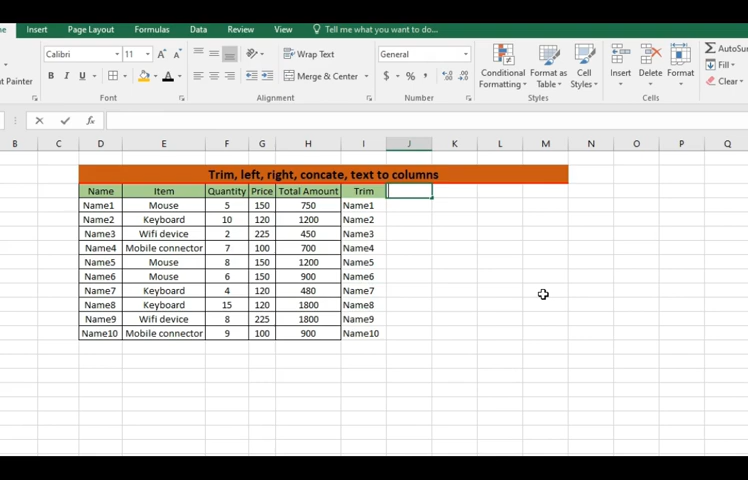 ne Insert Page Layout Formulas Data Review View Tell me what you want to do...
Calibri 11 A A Wrap Text General AutoSu
Conditional Format as Cell Insert Delete Format Fill
nt Painter B I U A Merge & Center $ % , Formatting Table Styles Clear
Font Alignment Number Styles Cells
fx
B C D E F G H I J K L M N O P Q
Trim, left, right, concate, text to columns
Name Item Quantity Price Total Amount Trim
Name1 Mouse 5 150 750 Name1
Name2 Keyboard 10 120 1200 Name2
Name3 Wifi device 2 225 450 Name3
Name4 Mobile connector 7 100 700 Name4
Name5 Mouse 8 150 1200 Name5
Name6 Mouse 6 150 900 Name6
Name7 Keyboard 4 120 480 Name7
Name8 Keyboard 15 120 1800 Name8
Name9 Wifi device 8 225 1800 Name9
Name10 Mobile connector 9 100 900 Name10